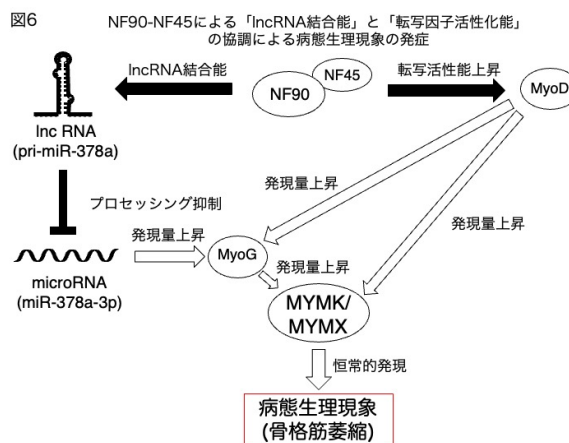 図6
NF90-NF45による「lncRNA結合能」と「転写因子活性化能」
の協調による病態生理現象の発症
lncRNA結合能
NF90
NF45
転写活性能上昇
MyoD
lnc RNA
(pri-miR-378a)
プロセッシング抑制
発現量上昇
発現量上昇
microRNA
(miR-378a-3p)
発現量上昇
MyoG
発現量上昇
MYMK/
MYMX
恒常的発現
病態生理現象
(骨格筋萎縮)